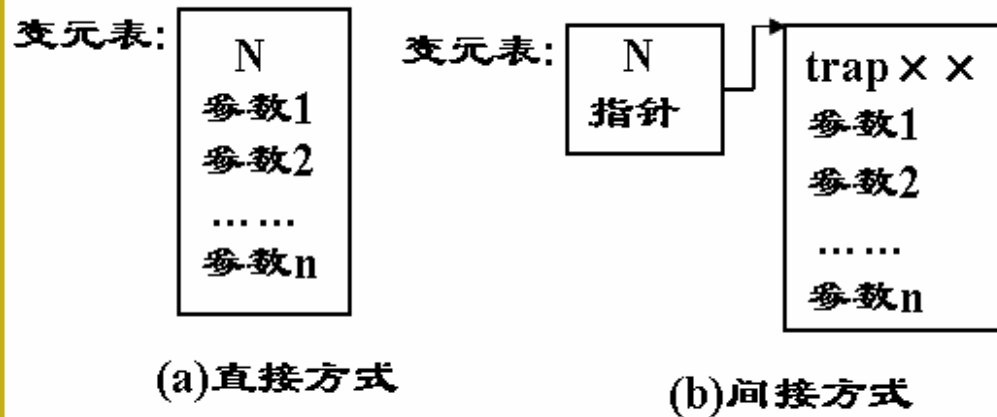 变元表:
N
参数1
参数2
……
参数n
(a)直接方式
变元表:
N
指针
trap××
参数1
参数2
……
参数n
(b)间接方式